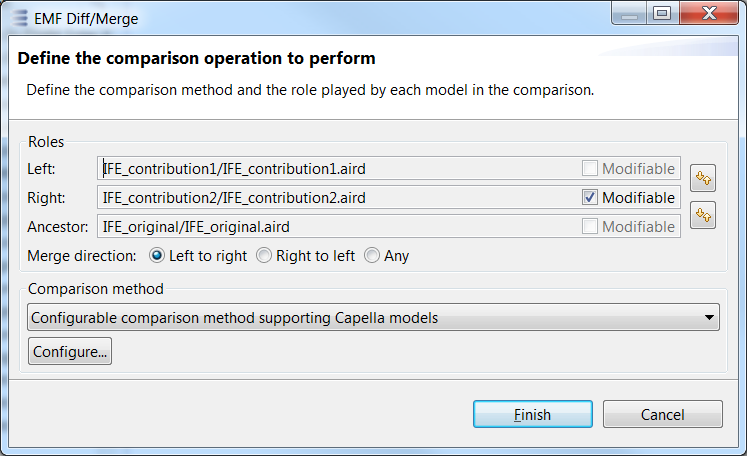 EMF Diff/Merge
Define the comparison operation to perform
Define the comparison method and the role played by each model in the comparison.
Roles
Left: IFE_contribution1/IFE_contribution1.aird Modifiable
Right: IFE_contribution2/IFE_contribution2.aird Modifiable
Ancestor: IFE_original/IFE_original.aird Modifiable
Merge direction: Left to right Right to left Any
Comparison method
Configurable comparison method supporting Capella models
Configure...
Finish Cancel